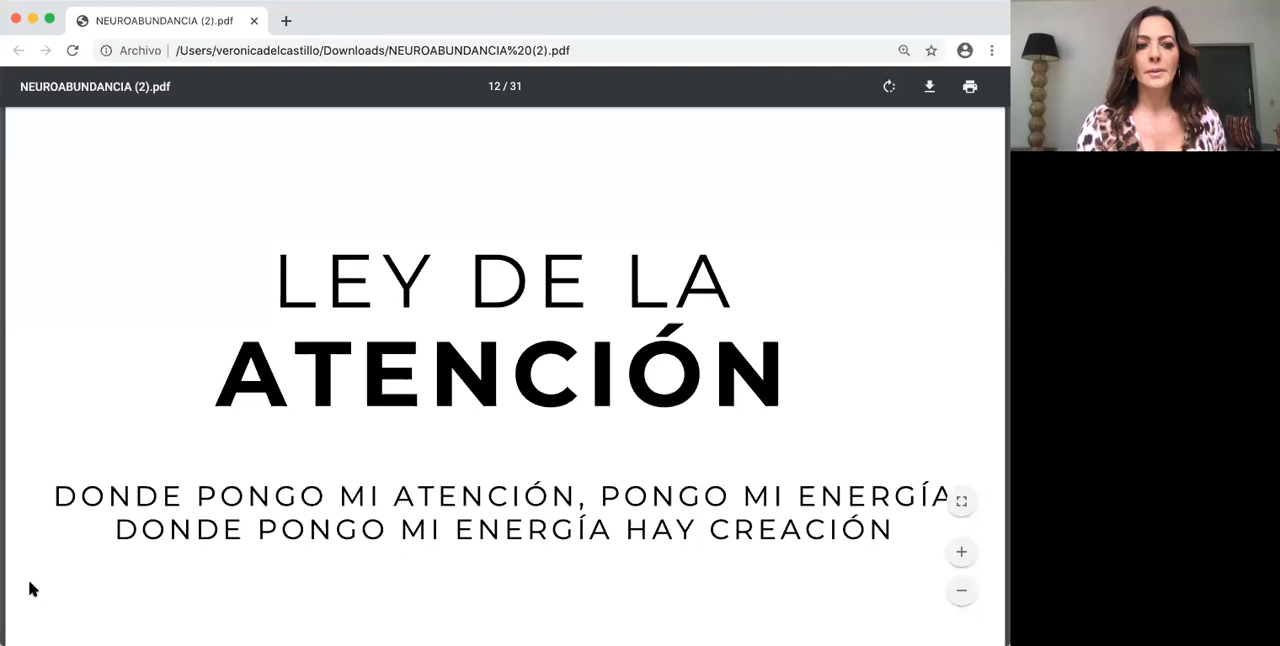 NEUROABUNDANCIA (2).pdf
Archivo | /Users/veronicadelcastillo/Downloads/NEUROABUNDANCIA%20(2).pdf
NEUROABUNDANCIA (2).pdf 12 / 31
LEY DE LA
ATENCIÓN
DONDE PONGO MI ATENCIÓN, PONGO MI ENERGÍA
DONDE PONGO MI ENERGÍA HAY CREACIÓN